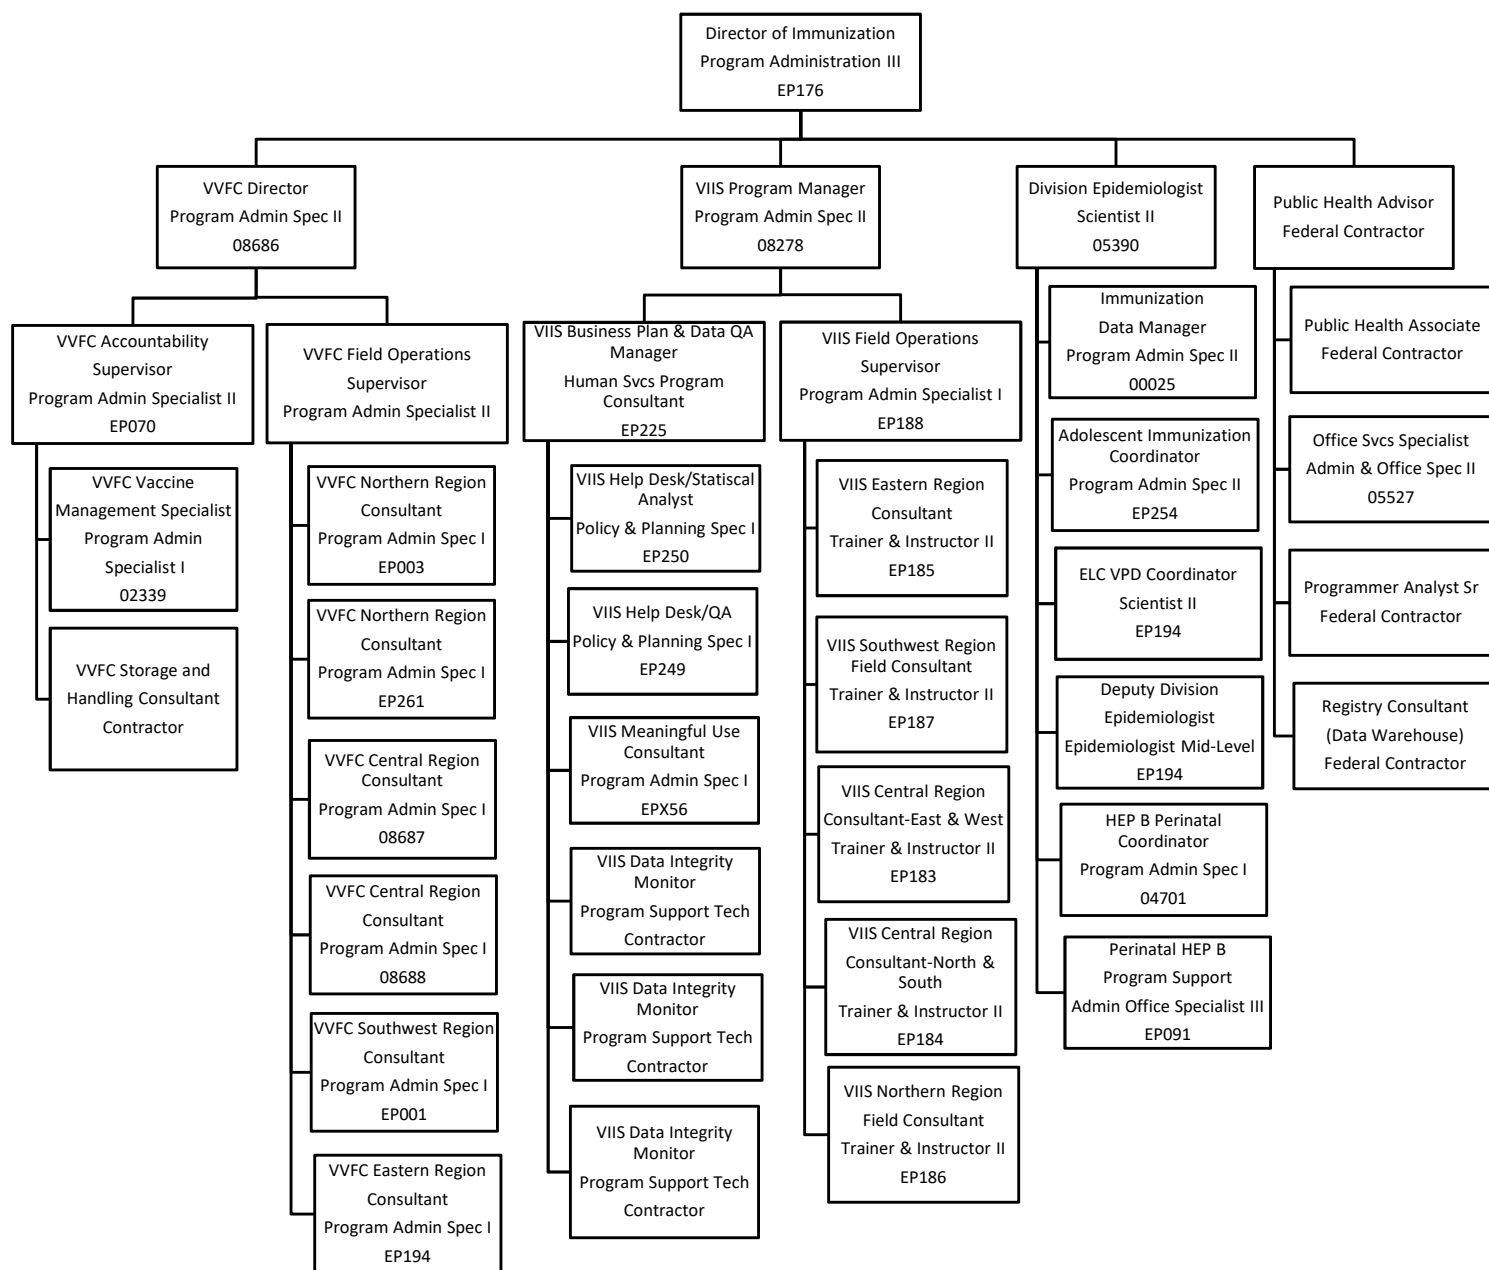 Director of Immunization
Program Administration III
EP176
VVFC Director
Program Admin Spec II
08686
VIIS Program Manager
Program Admin Spec II
08278
Division Epidemiologist
Scientist II
05390
Public Health Advisor
Federal Contractor
VVFC Accountability
Supervisor
Program Admin Specialist II
EP070
VVFC Vaccine
Management Specialist
Program Admin
Specialist I
02339
VVFC Storage and
Handling Consultant
Contractor
VVFC Field Operations
Supervisor
Program Admin Specialist II
VVFC Northern Region
Consultant
Program Admin Spec I
EP003
VVFC Northern Region
Consultant
Program Admin Spec I
EP261
VVFC Central Region
Consultant
Program Admin Spec I
08687
VVFC Central Region
Consultant
Program Admin Spec I
08688
VVFC Southwest Region
Consultant
Program Admin Spec I
EP001
VVFC Eastern Region
Consultant
Program Admin Spec I
EP194
VIIS Business Plan & Data QA
Manager
Human Svcs Program
Consultant
EP225
VIIS Help Desk/Statiscal
Analyst
Policy & Planning Spec I
EP250
VIIS Help Desk/QA
Policy & Planning Spec I
EP249
VIIS Meaningful Use
Consultant
Program Admin Spec I
EPX56
VIIS Data Integrity
Monitor
Program Support Tech
Contractor
VIIS Data Integrity
Monitor
Program Support Tech
Contractor
VIIS Data Integrity
Monitor
Program Support Tech
Contractor
VIIS Field Operations
Supervisor
Program Admin Specialist I
EP188
VIIS Eastern Region
Consultant
Trainer & Instructor II
EP185
VIIS Southwest Region
Field Consultant
Trainer & Instructor II
EP187
VIIS Central Region
Consultant-East & West
Trainer & Instructor II
EP183
VIIS Central Region
Consultant-North &
South
Trainer & Instructor II
EP184
VIIS Northern Region
Field Consultant
Trainer & Instructor II
EP186
Immunization
Data Manager
Program Admin Spec II
00025
Adolescent Immunization
Coordinator
Program Admin Spec II
EP254
ELC VPD Coordinator
Scientist II
EP194
Deputy Division
Epidemiologist
Epidemiologist Mid-Level
EP194
HEP B Perinatal
Coordinator
Program Admin Spec I
04701
Perinatal HEP B
Program Support
Admin Office Specialist III
EP091
Public Health Associate
Federal Contractor
Office Svcs Specialist
Admin & Office Spec II
05527
Programmer Analyst Sr
Federal Contractor
Registry Consultant
(Data Warehouse)
Federal Contractor